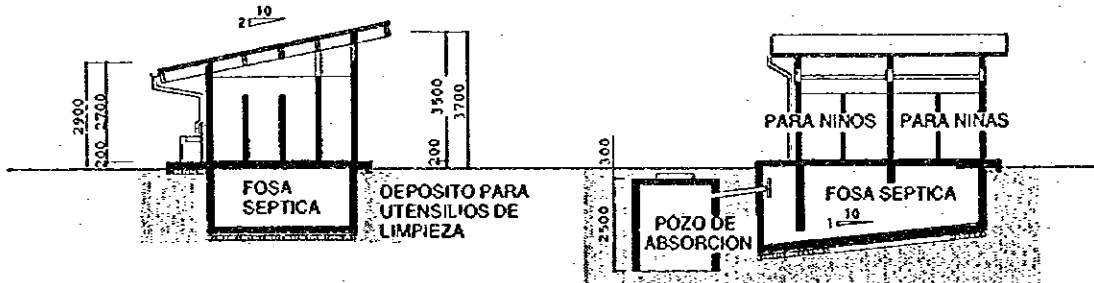 2 10
2900
2700
200
3500
3700
200
FOSA
SEPTICA
DEPOSITO PARA
UTENSILIOS DE
LIMPIEZA
PARA NIÑOS
PARA NIÑAS
300
2500
POZO DE
ABSORCION
FOSA SEPTICA
1 10